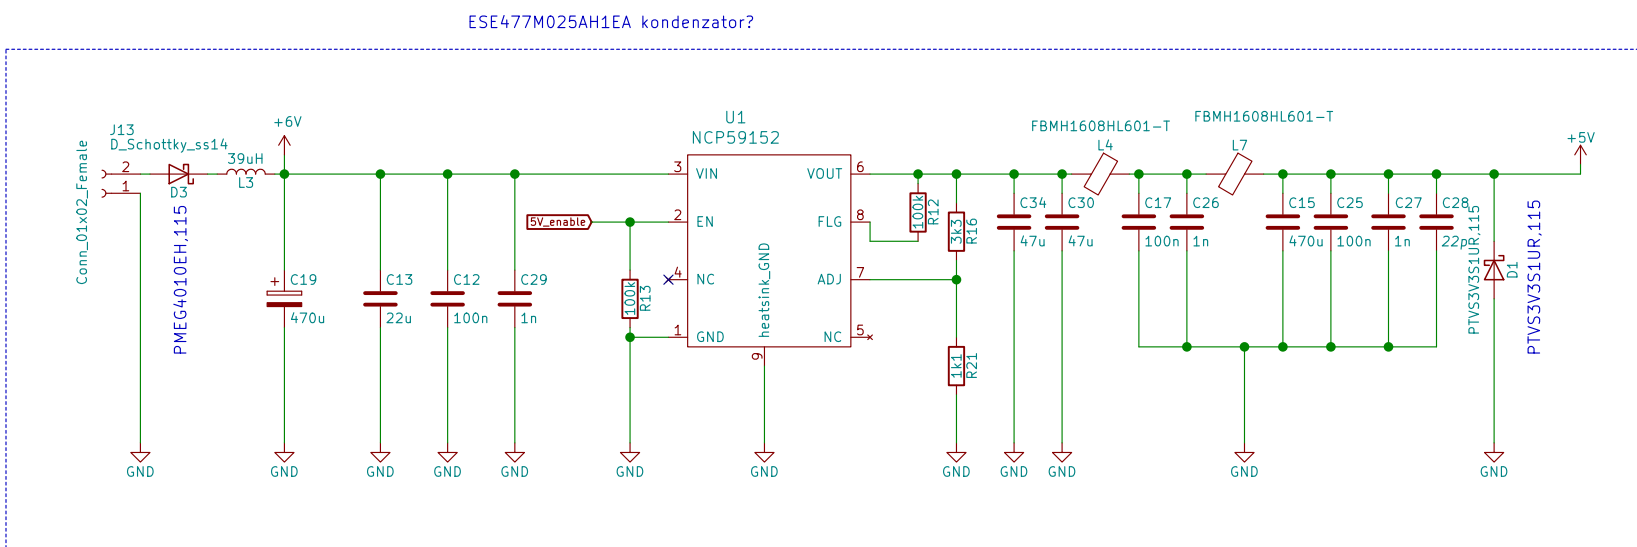 ESE477M025AH1EA kondenzator?
J13
D_Schottky_ss14
Conn_01x02_Female
2
1
D3
PMEG4010EH,115
39uH
L3
+6V
+
C19
470u
C13
22u
C12
100n
C29
1n
5V_enable
100k
R13
U1
NCP59152
3
VIN
2
EN
4
NC
1
GND
heatsink_GND
9
VOUT
6
FLG
8
ADJ
7
NC
5
100k
R12
3k3
R16
1k1
R21
C34
47u
C30
47u
FBMH1608HL601-T
L4
C17
100n
C26
1n
FBMH1608HL601-T
L7
C15
470u
C25
100n
C27
1n
C28
22p
PTVS3V3S1UR,115
D1
PTVS3V3S1UR,115
+5V
GND
GND
GND
GND
GND
GND
GND
GND
GND
GND
GND
GND